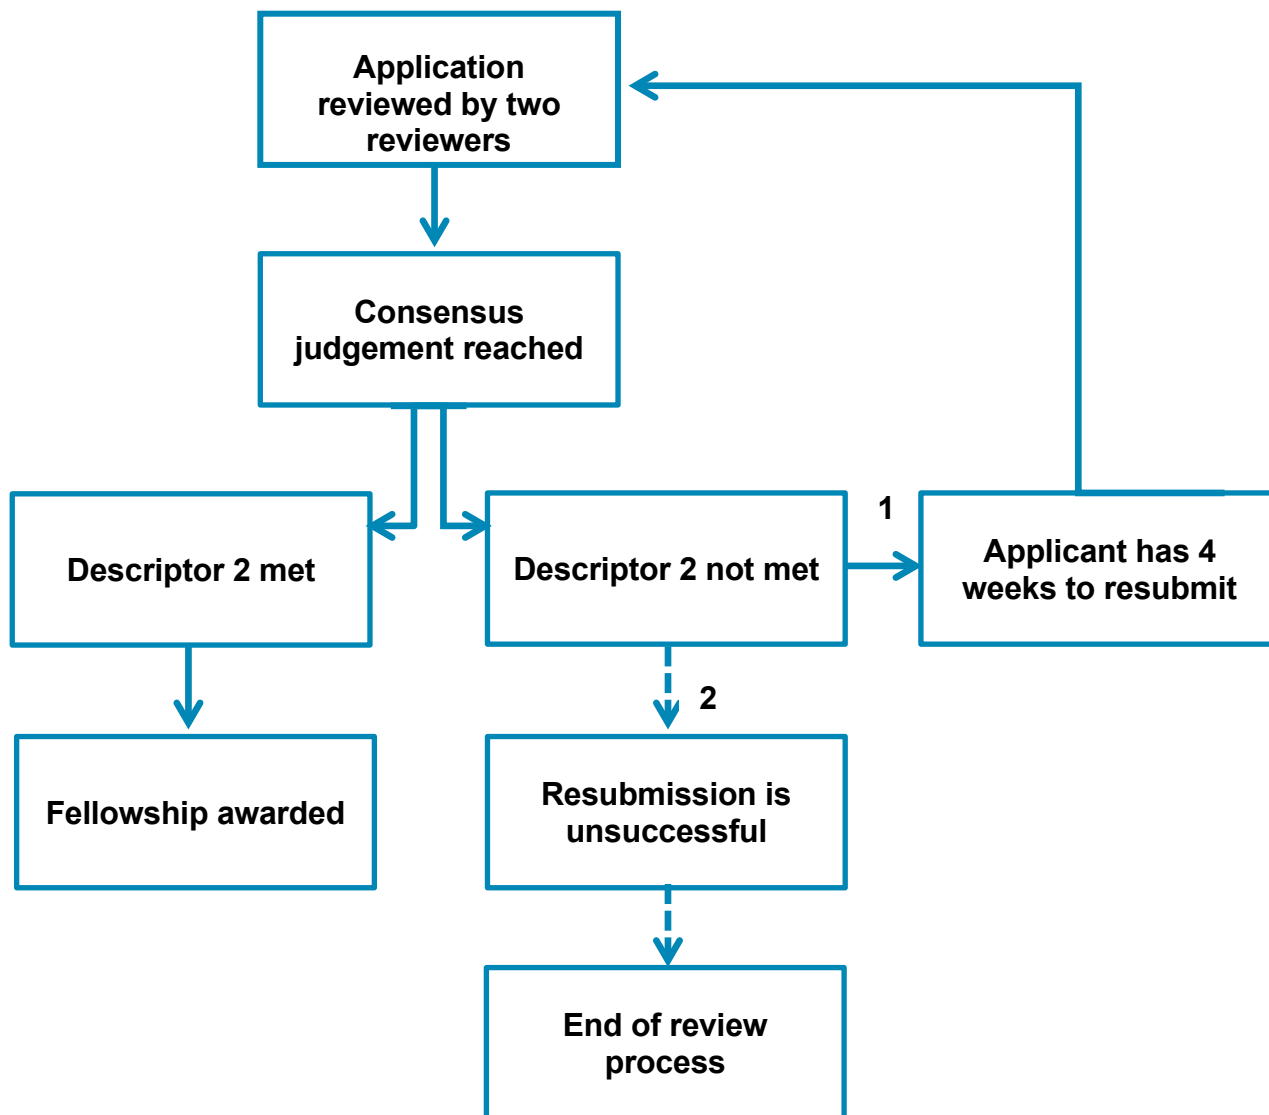 Application
reviewed by two
reviewers
Consensus
judgement reached
Descriptor 2 met
Descriptor 2 not met
1
Applicant has 4
weeks to resubmit
2
Fellowship awarded
Resubmission is
unsuccessful
End of review
process